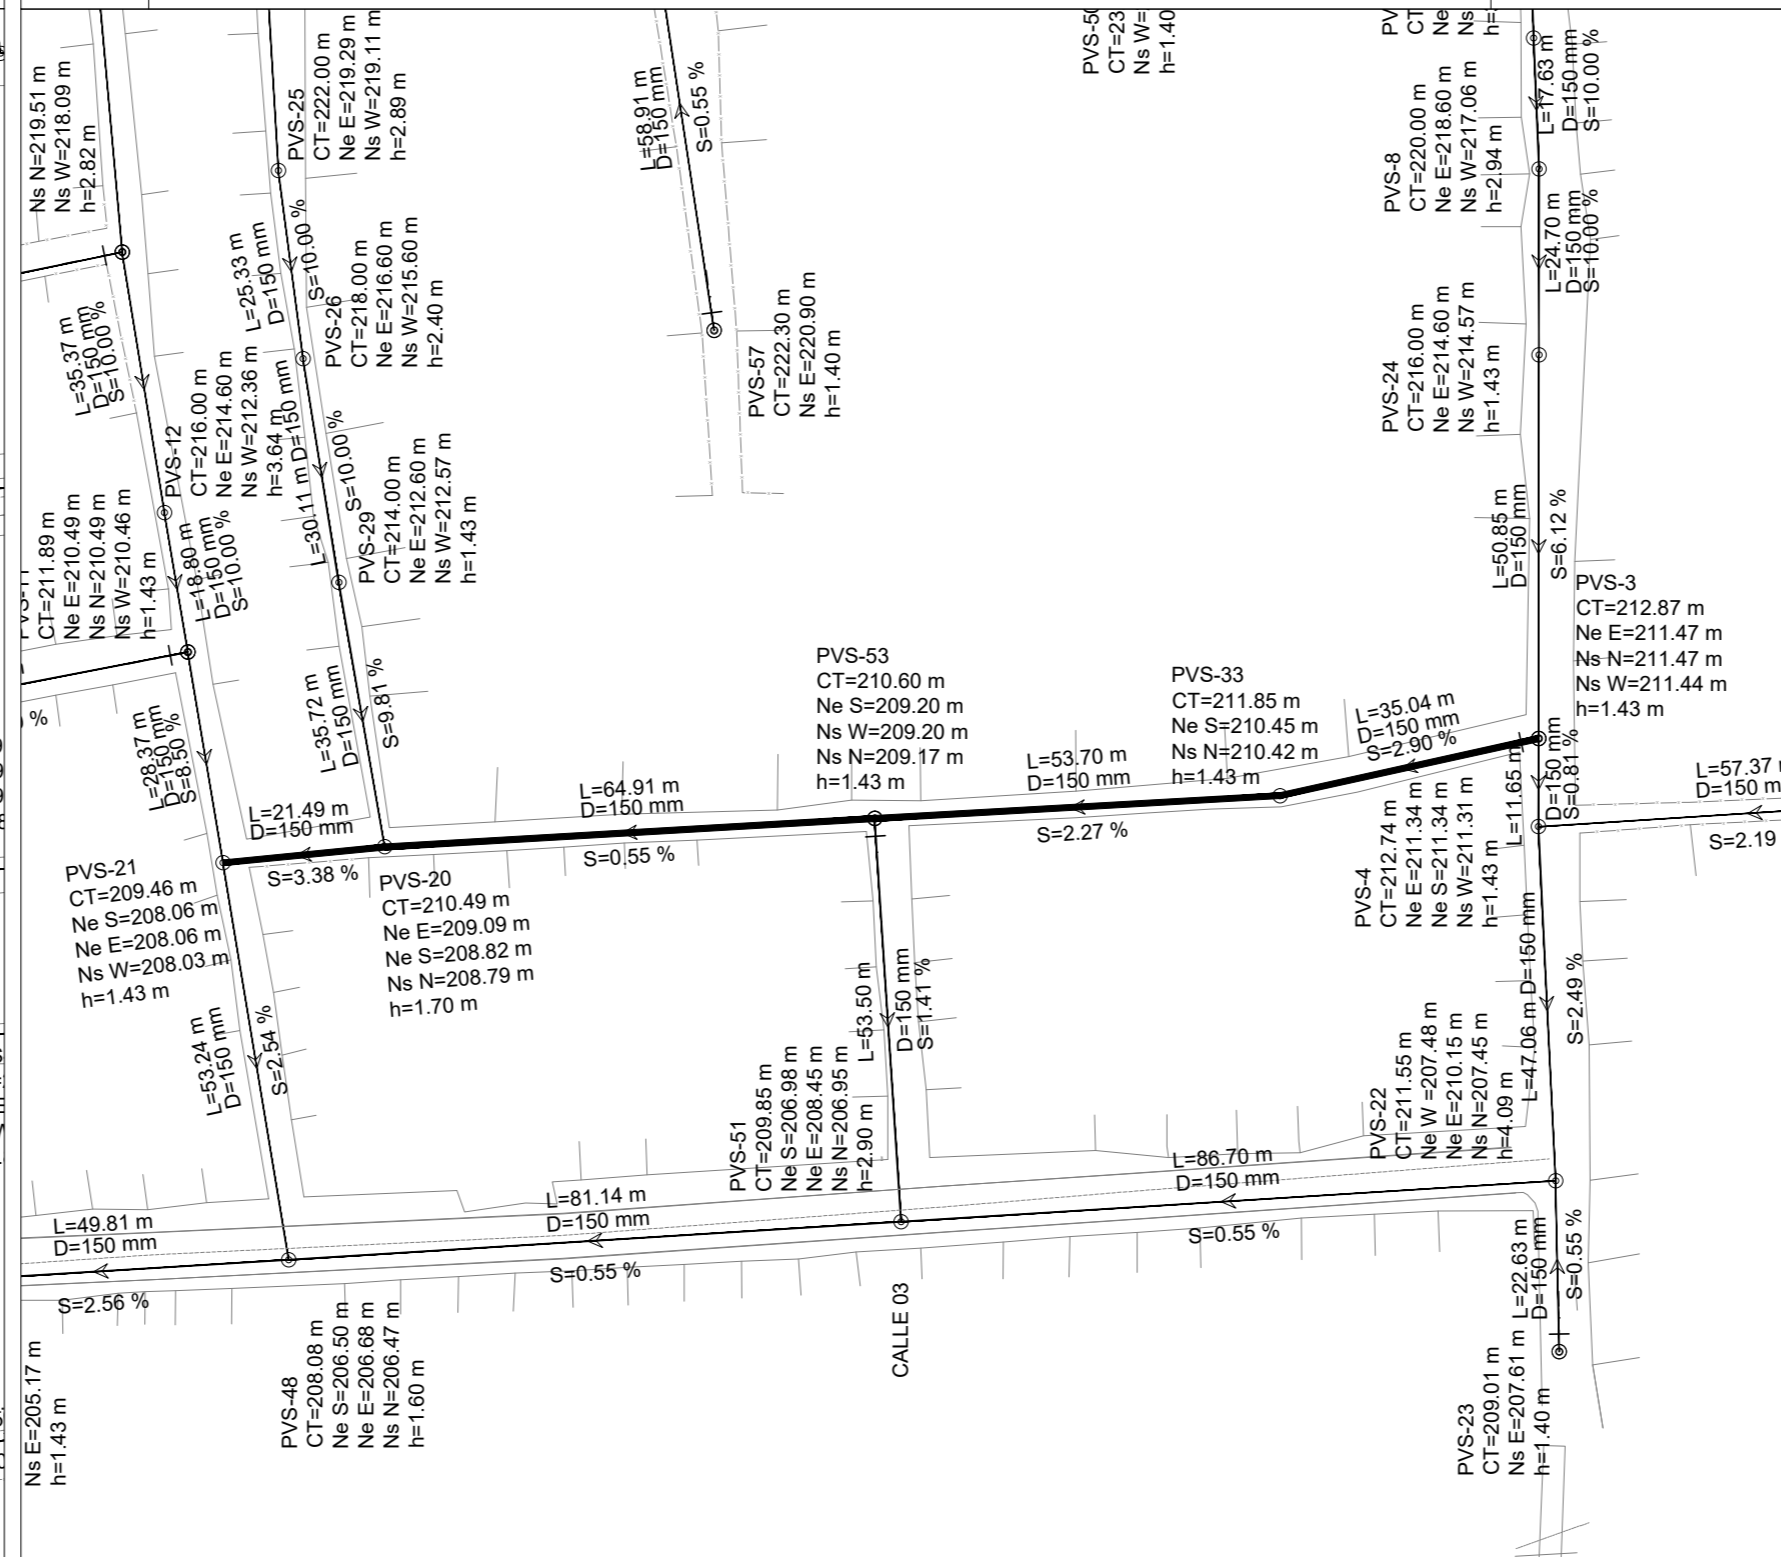 Ns N=219.51 m
Ns W=218.09 m
h=2.82 m
PVS-25
CT=222.00 m
Ne E=219.29 m
Ns W=219.11 m
h=2.89 m
L=58.91 m
D=150 mm
S=0.55 %
CT=23
Ns W=
h=1.40
L=17.63 m
D=150 mm
S=10.00 %
PVS-8
CT=220.00 m
Ne E=218.60 m
Ns W=217.06 m
h=2.94 m
L=24.70 m
D=150 mm
S=10.00 %
L=35.37 m
D=150 mm
S=10.00 %
L=25.33 m
D=150 mm
S=10.00 %
PVS-26
CT=218.00 m
Ne E=216.60 m
Ns W=215.60 m
h=2.40 m
PVS-57
CT=222.30 m
Ns E=220.90 m
h=1.40 m
PVS-24
CT=216.00 m
Ne E=214.60 m
Ns W=214.57 m
h=1.43 m
PVS-12
CT=216.00 m
Ne E=214.60 m
Ns W=212.36 m
h=3.64 m
L=30.11 m D=150 mm
S=10.00 %
PVS-29
CT=214.00 m
Ne E=212.60 m
Ns W=212.57 m
h=1.43 m
CT=211.89 m
Ne E=210.49 m
Ns N=210.49 m
Ns W=210.46 m
h=1.43 m
L=18.80 m
D=150 mm
S=10.00 %
L=50.85 m
D=150 mm
S=6.12 %
PVS-3
CT=212.87 m
Ne E=211.47 m
Ns N=211.47 m
Ns W=211.44 m
h=1.43 m
%
L=28.37 m
D=150 mm
S=8.50 %
L=35.72 m
D=150 mm
S=9.81 %
PVS-53
CT=210.60 m
Ne S=209.20 m
Ns W=209.20 m
Ns N=209.17 m
h=1.43 m
PVS-33
CT=211.85 m
Ne S=210.45 m
Ns N=210.42 m
h=1.43 m
L=35.04 m
D=150 mm
S=2.90 %
L=53.70 m
D=150 mm
S=2.27 %
L=64.91 m
D=150 mm
S=0.55 %
L=21.49 m
D=150 mm
S=3.38 %
L=11.65 m
D=150 mm
S=0.81 %
L=57.37
D=150 m
S=2.19
PVS-21
CT=209.46 m
Ne S=208.06 m
Ne E=208.06 m
Ns W=208.03 m
h=1.43 m
PVS-20
CT=210.49 m
Ne E=209.09 m
Ne S=208.82 m
Ns N=208.79 m
h=1.70 m
PVS-4
CT=212.74 m
Ne E=211.34 m
Ne S=211.34 m
Ns W=211.31 m
h=1.43 m
L=53.24 m
D=150 mm
S=2.54 %
L=53.50 m
D=150 mm
S=1.41 %
L=47.06 m D=150 mm
S=2.49 %
PVS-51
CT=209.85 m
Ne S=206.98 m
Ne E=208.45 m
Ns N=206.95 m
h=2.90 m
PVS-22
CT=211.55 m
Ne W =207.48 m
Ne E=210.15 m
Ns N=207.45 m
h=4.09 m
L=86.70 m
D=150 mm
S=0.55 %
L=81.14 m
D=150 mm
S=0.55 %
L=49.81 m
D=150 mm
S=2.56 %
L=22.63 m
D=150 mm
S=0.55 %
CALLE 03
Ns E=205.17 m
h=1.43 m
PVS-48
CT=208.08 m
Ne S=206.50 m
Ne E=206.68 m
Ns N=206.47 m
h=1.60 m
PVS-23
CT=209.01 m
Ns E=207.61 m
h=1.40 m